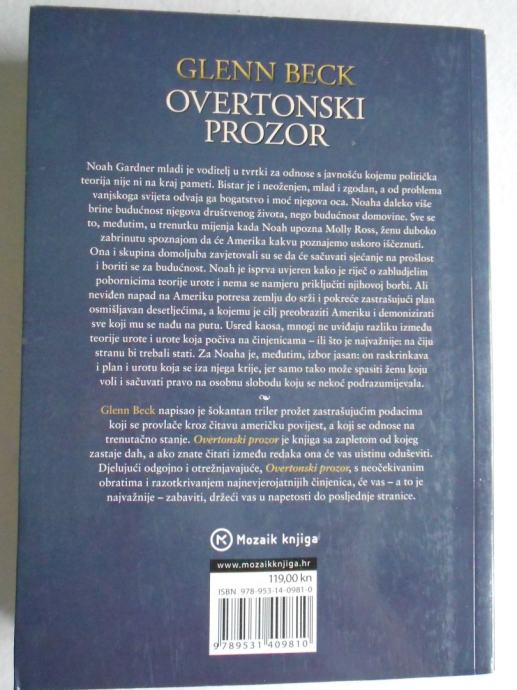 GLENN BECK
OVERTONSKI
PROZOR
Noah Gardner mladi je voditelj u tvrtki za odnose s javnošću kojemu politička
teorija nije ni na kraj pameti. Bistar je i neoženjen, mlad i zgodan, a od problema
vanjskoga svijeta odvaja ga bogatstvo i moć njegova oca. Noaha daleko više
brine budućnost njegova društvenog života, nego budućnost domovine. Sve se
to, međutim, u trenutku mijenja kada Noah upozna Molly Ross, ženu duboko
zabrinutu spoznajom da će Amerika kakvu poznajemo uskoro iščeznuti.
Ona i skupina domoljuba zavjetovali su se da će sačuvati sjećanje na prošlost
i boriti se za budućnost. Noah je isprva uvjeren kako je riječ o zabludjelim
pobornicima teorije urote i nema se namjeru priključiti njihovoj borbi. Ali
neviđen napad na Ameriku potresa zemlju do srži i pokreće zastrašujući plan
osmišljavan desetljećima, a kojemu je cilj preobraziti Ameriku i demonizirati
sve koji mu se nađu na putu. Usred kaosa, mnogi ne uviđaju razliku između
teorije urote i urote koja počiva na činjenicama – ili što je najvažnije: na čiju
stranu bi trebali stati. Za Noaha je, međutim, izbor jasan: on raskrinkava
i plan i urotu koja se iza njega krije, jer samo tako može spasiti ženu koju
voli i sačuvati pravo na osobnu slobodu koju se nekoć podrazumijevala.
Glenn Beck napisao je šokantan triler prožet zastrašujućim podacima
koji se provlače kroz čitavu američku povijest, a koji se odnose na
trenutačno stanje. Overtonski prozor je knjiga sa zapletom od kojeg
zastaje dah, a ako znate čitati između redaka ona će vas uistinu oduševiti.
Djelujući odgojno i otrežnjavajuće, Overtonski prozor, s neočekivanim
obratima i razotkrivanjem najnevjerojatnijih činjenica, će vas – a to je
najvažnije – zabaviti, držeći vas u napetosti do posljednje stranice.
Mozaik knjiga
www.mozaikknjiga.hr
119,00 kn
ISBN 978-953-14-0981-0
9789531409810